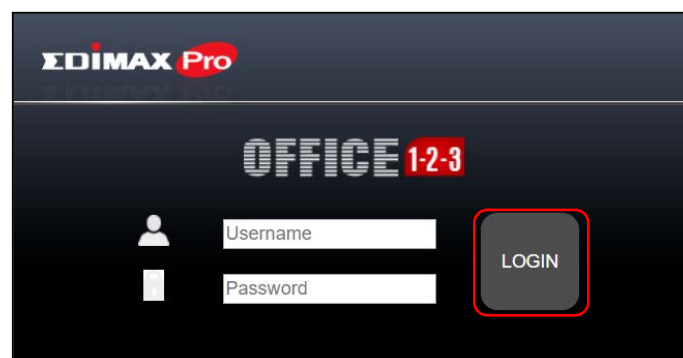 EDIMAX Pro
OFFICE 1-2-3
Username
LOGIN
Password